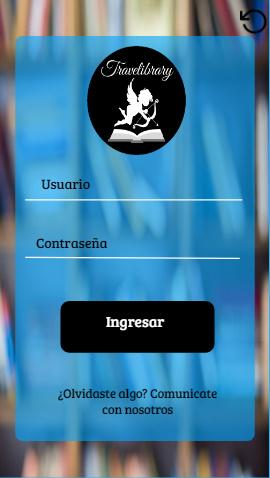 Travelibrary
Usuario
Contraseña
Ingresar
¿Olvidaste algo? Comunicate
con nosotros